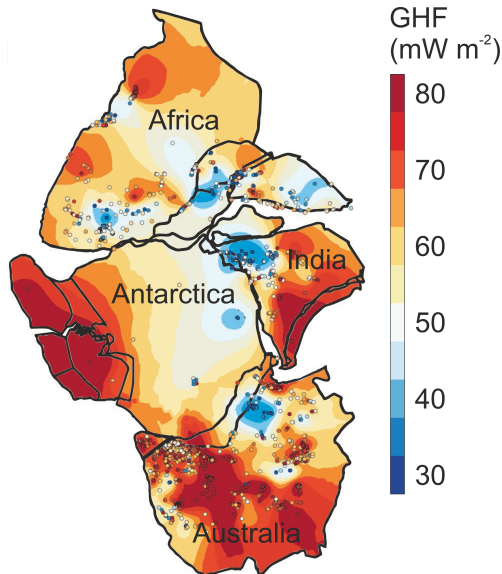 GHF
(mW m⁻²)
80
Africa
70
60
India
Antarctica
50
40
30
Australia